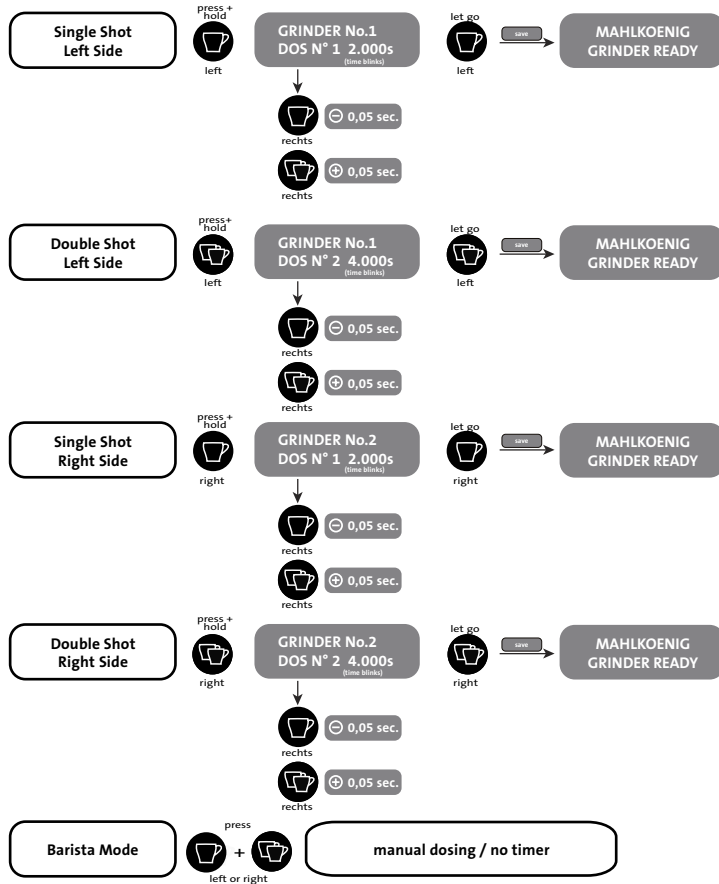 press +
hold
Single Shot
Left Side
left
GRINDER No.1
DOS N° 1 2.000s
(time blinks)
let go
left
save
MAHLKOENIG
GRINDER READY
⊖ 0,05 sec.
rechts
⊕ 0,05 sec.
rechts
press+
hold
Double Shot
Left Side
left
GRINDER No.1
DOS N° 2 4.000s
(time blinks)
let go
left
save
MAHLKOENIG
GRINDER READY
⊖ 0,05 sec.
rechts
⊕ 0,05 sec.
rechts
press +
hold
Single Shot
Right Side
right
GRINDER No.2
DOS N° 1 2.000s
(time blinks)
let go
right
save
MAHLKOENIG
GRINDER READY
⊖ 0,05 sec.
rechts
⊕ 0,05 sec.
rechts
press +
hold
Double Shot
Right Side
right
GRINDER No.2
DOS N° 2 4.000s
(time blinks)
let go
right
save
MAHLKOENIG
GRINDER READY
⊖ 0,05 sec.
rechts
⊕ 0,05 sec.
rechts
Barista Mode
press
+
left or right
manual dosing / no timer